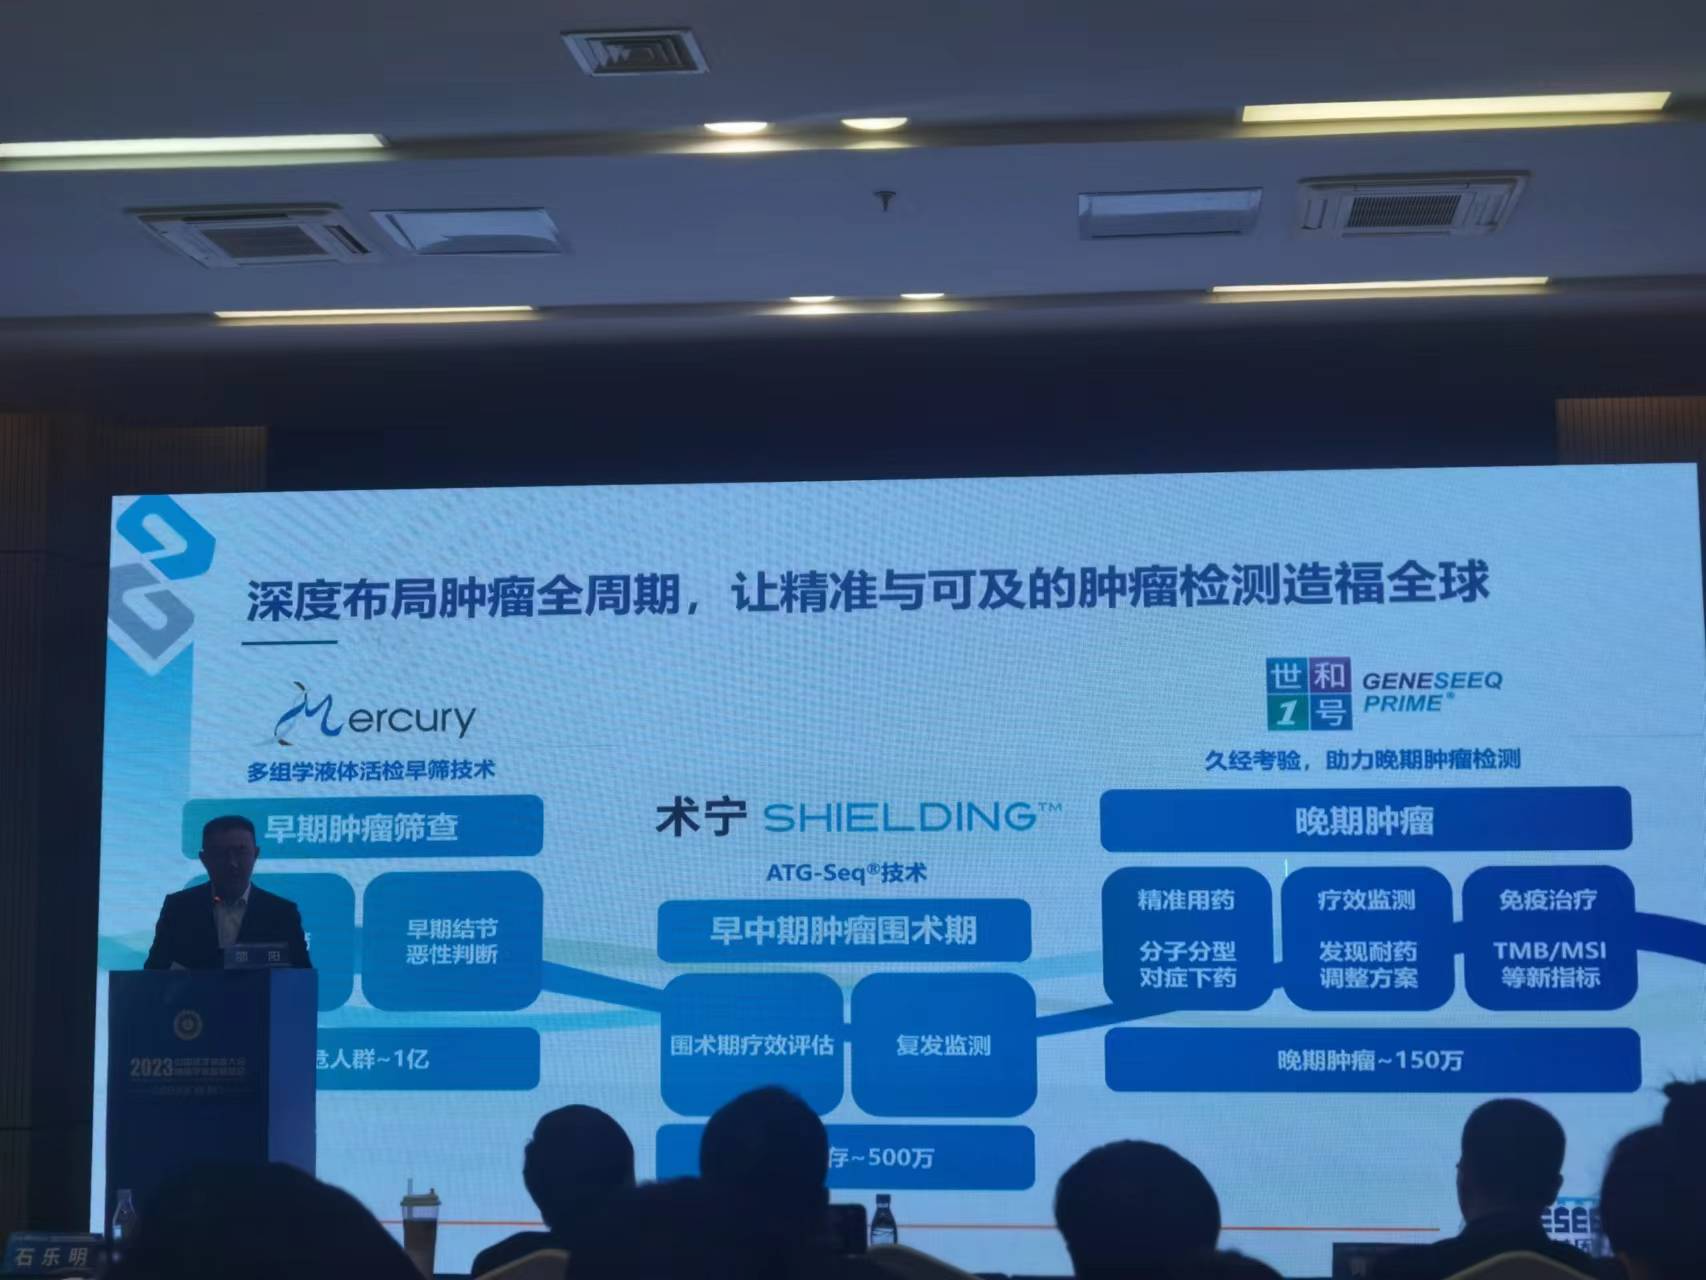 深度布局肿瘤全周期，让精准与可及的肿瘤检测造福全球
Mercury
多组学液体活检早筛技术
早期肿瘤筛查
早期结节
恶性判断
危人群~1亿
术宁 SHIELDING™
ATG-Seq®技术
早中期肿瘤围术期
围术期疗效评估
复发监测
存~500万
世和
1号
GENESEEQ
PRIME®
久经考验，助力晚期肿瘤检测
晚期肿瘤
精准用药
分子分型
对症下药
疗效监测
发现耐药
调整方案
免疫治疗
TMB/MSI
等新指标
晚期肿瘤~150万
邵 阳
2023
石乐明